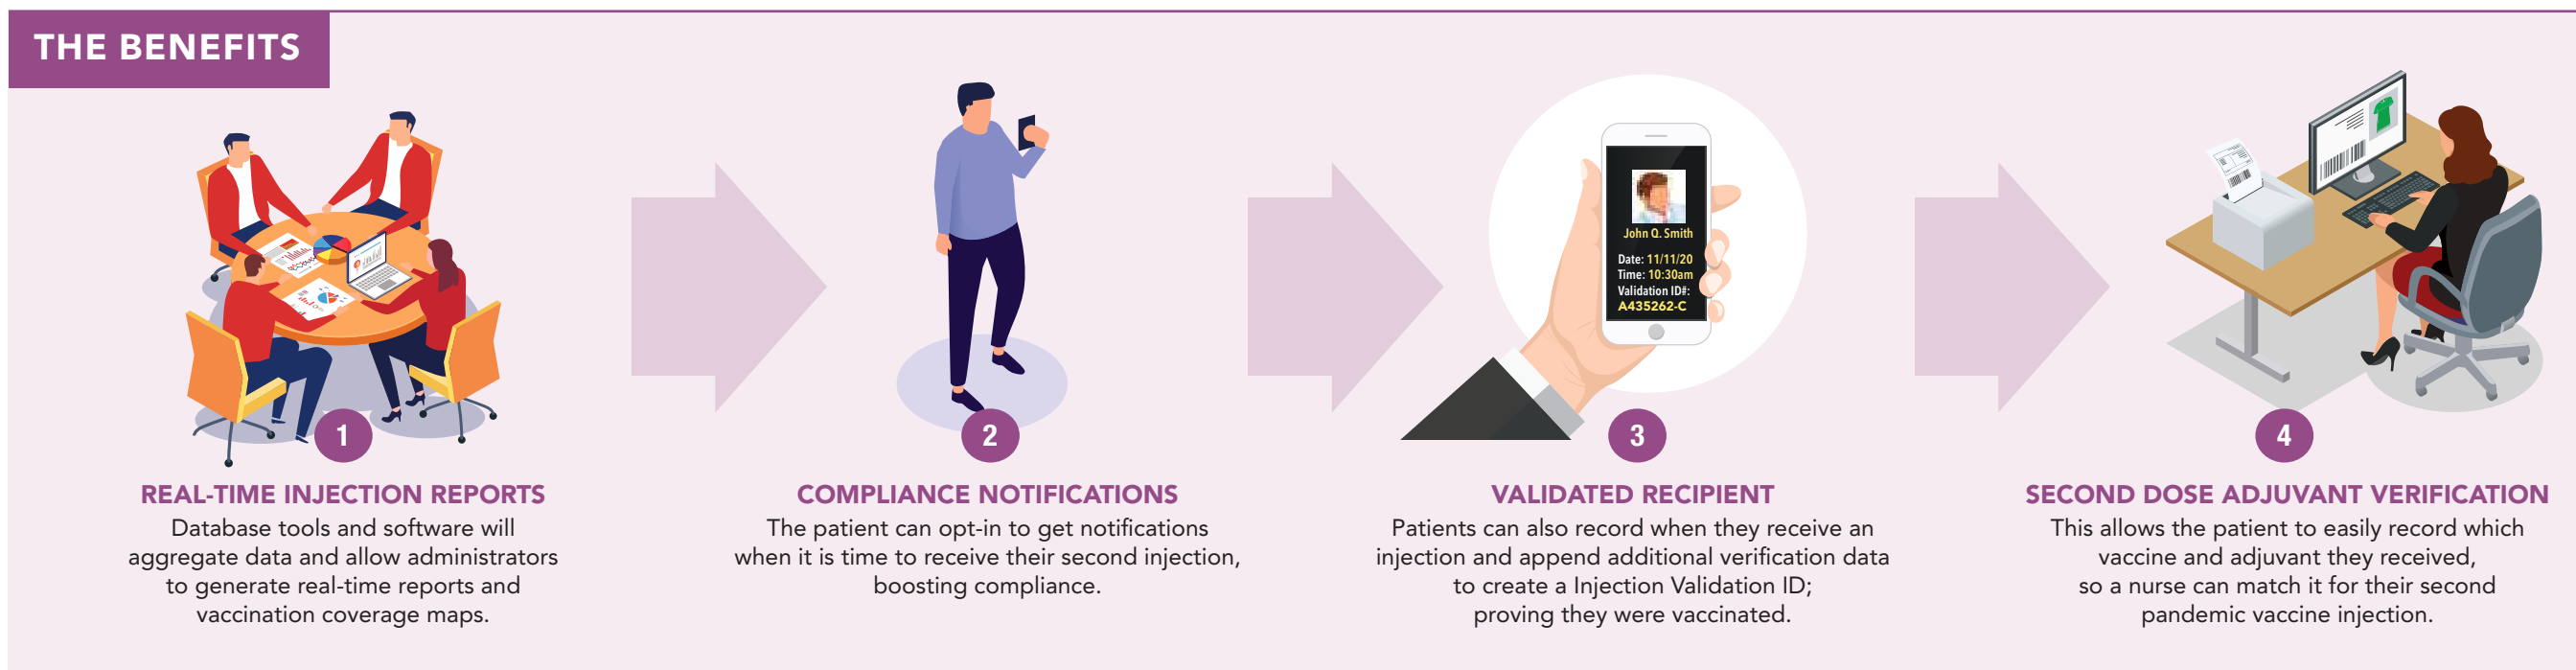 THE BENEFITS
John Q. Smith
Date: 11/11/20
Time: 10:30am
Validation ID#:
A435262-C
1
REAL-TIME INJECTION REPORTS
Database tools and software will
aggregate data and allow administrators
to generate real-time reports and
vaccination coverage maps.
2
COMPLIANCE NOTIFICATIONS
The patient can opt-in to get notifications
when it is time to receive their second injection,
boosting compliance.
3
VALIDATED RECIPIENT
Patients can also record when they receive an
injection and append additional verification data
to create a Injection Validation ID;
proving they were vaccinated.
4
SECOND DOSE ADJUVANT VERIFICATION
This allows the patient to easily record which
vaccine and adjuvant they received,
so a nurse can match it for their second
pandemic vaccine injection.